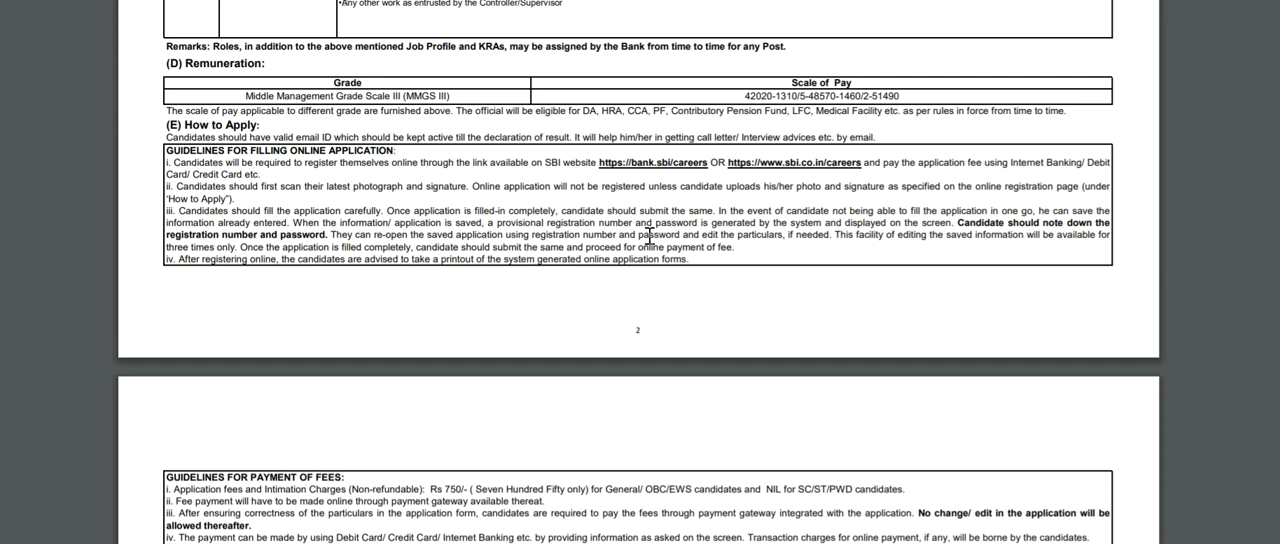 •Any other work as entrusted by the Controller/Supervisor
Remarks: Roles, in addition to the above mentioned Job Profile and KRAs, may be assigned by the Bank from time to time for any Post.
(D) Remuneration:
Grade Scale of Pay
Middle Management Grade Scale III (MMGS III) 42020-1310/5-48570-1460/2-51490
The scale of pay applicable to different grade are furnished above. The official will be eligible for DA, HRA, CCA, PF, Contributory Pension Fund, LFC, Medical Facility etc. as per rules in force from time to time.
(E) How to Apply:
Candidates should have valid email ID which should be kept active till the declaration of result. It will help him/her in getting call letter/ Interview advices etc. by email.
GUIDELINES FOR FILLING ONLINE APPLICATION:
i. Candidates will be required to register themselves online through the link available on SBI website https://bank.sbi/careers OR https://www.sbi.co.in/careers and pay the application fee using Internet Banking/ Debit
Card/ Credit Card etc.
ii. Candidates should first scan their latest photograph and signature. Online application will not be registered unless candidate uploads his/her photo and signature as specified on the online registration page (under
'How to Apply").
iii. Candidates should fill the application carefully. Once application is filled-in completely, candidate should submit the same. In the event of candidate not being able to fill the application in one go, he can save the
information already entered. When the information/ application is saved, a provisional registration number and password is generated by the system and displayed on the screen. Candidate should note down the
registration number and password. They can re-open the saved application using registration number and password and edit the particulars, if needed. This facility of editing the saved information will be available for
three times only. Once the application is filled completely, candidate should submit the same and proceed for online payment of fee.
iv. After registering online, the candidates are advised to take a printout of the system generated online application forms.
2
GUIDELINES FOR PAYMENT OF FEES:
i. Application fees and Intimation Charges (Non-refundable): Rs 750/- ( Seven Hundred Fifty only) for General/ OBC/EWS candidates and NIL for SC/ST/PWD candidates.
ii. Fee payment will have to be made online through payment gateway available thereat.
iii. After ensuring correctness of the particulars in the application form, candidates are required to pay the fees through payment gateway integrated with the application. No change/ edit in the application will be
allowed thereafter.
iv. The payment can be made by using Debit Card/ Credit Card/ Internet Banking etc. by providing information as asked on the screen. Transaction charges for online payment, if any, will be borne by the candidates.